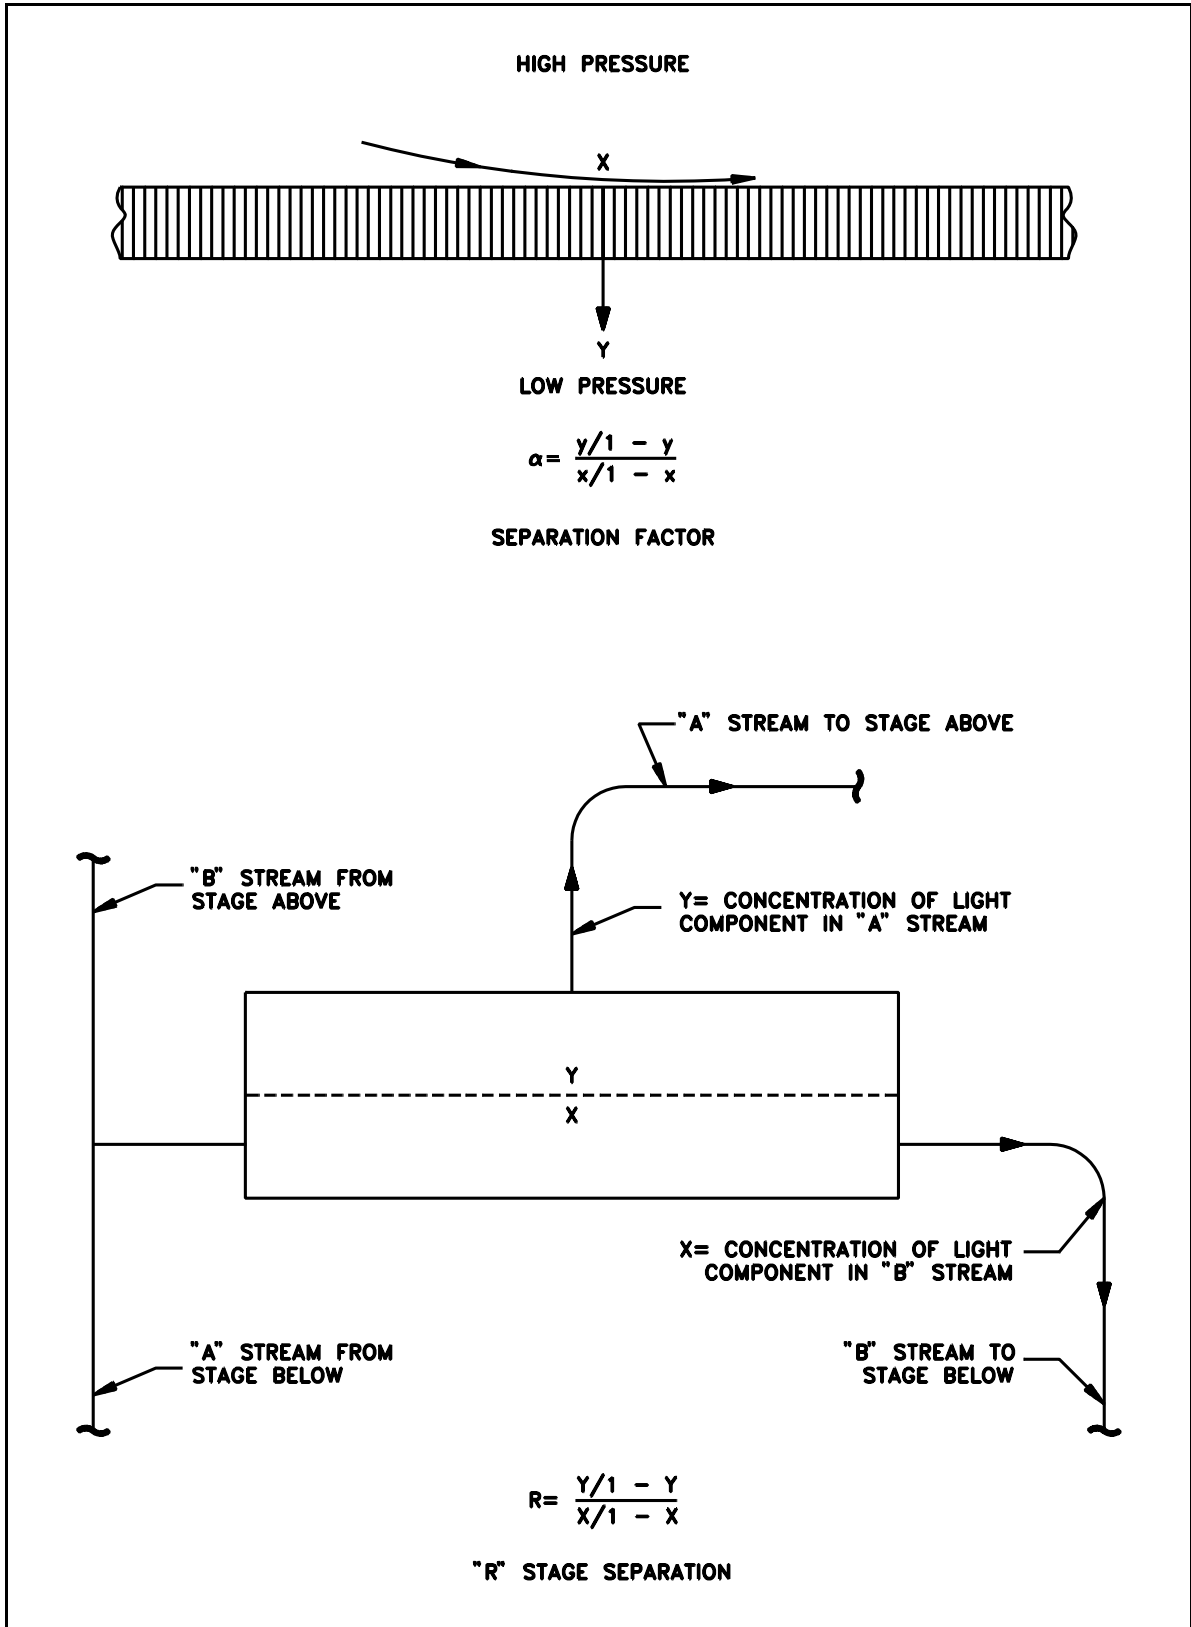 HIGH PRESSURE
X
Y
LOW PRESSURE
α= y/1 - y
x/1 - x
SEPARATION FACTOR
"A" STREAM TO STAGE ABOVE
"B" STREAM FROM
STAGE ABOVE
Y= CONCENTRATION OF LIGHT
COMPONENT IN "A" STREAM
Y
X
X= CONCENTRATION OF LIGHT
COMPONENT IN "B" STREAM
"A" STREAM FROM
STAGE BELOW
"B" STREAM TO
STAGE BELOW
R= Y/1 - Y
X/1 - X
"R" STAGE SEPARATION